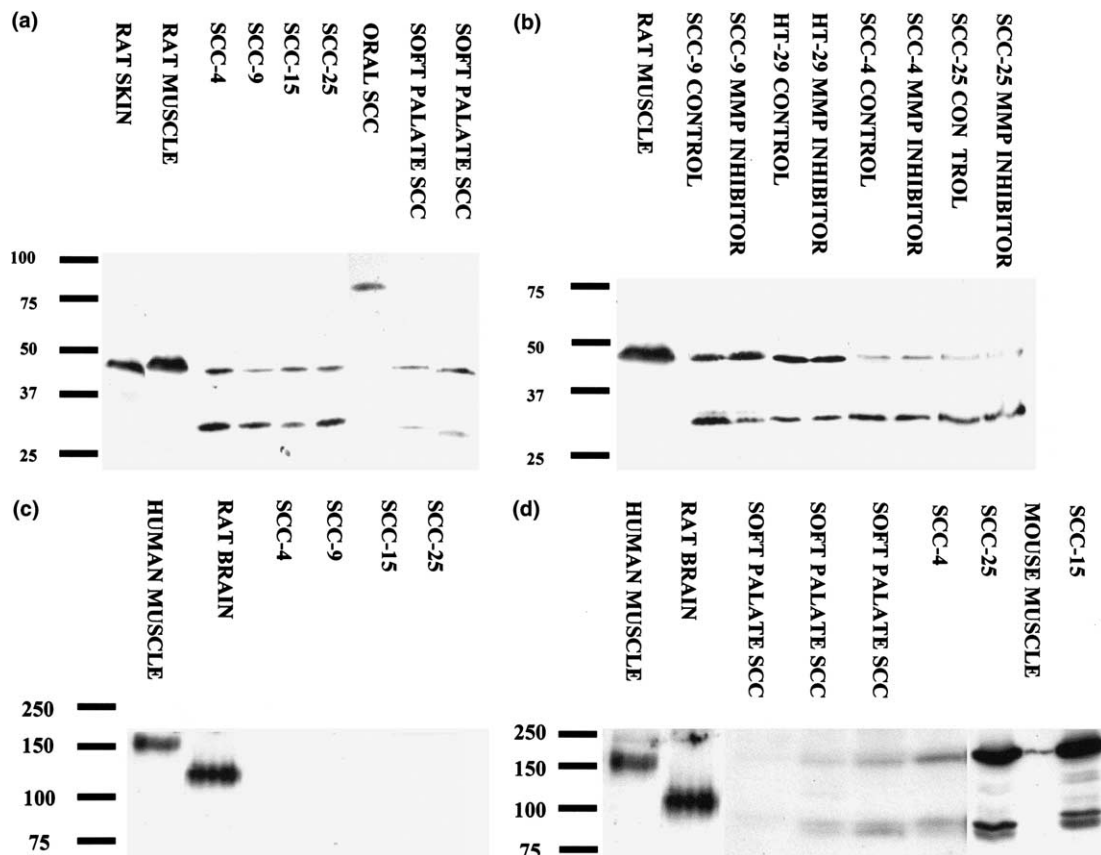 (a)
RAT SKIN
RAT MUSCLE
SCC-4
SCC-9
SCC-15
SCC-25
ORAL SCC
SOFT PALATE SCC
SOFT PALATE SCC
100
75
50
37
25
(b)
RAT MUSCLE
SCC-9 CONTROL
SCC-9 MMP INHIBITOR
HT-29 CONTROL
HT-29 MMP INHIBITOR
SCC-4 CONTROL
SCC-4 MMP INHIBITOR
SCC-25 CON TROL
SCC-25 MMP INHIBITOR
75
50
37
25
(c)
HUMAN MUSCLE
RAT BRAIN
SCC-4
SCC-9
SCC-15
SCC-25
250
150
100
75
(d)
HUMAN MUSCLE
RAT BRAIN
SOFT PALATE SCC
SOFT PALATE SCC
SOFT PALATE SCC
SCC-4
SCC-25
MOUSE MUSCLE
SCC-15
250
150
100
75